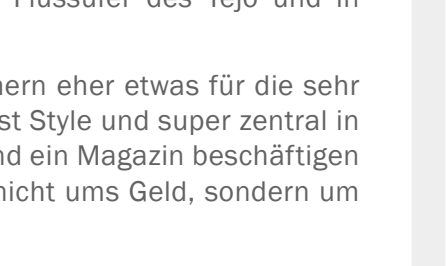 Flussufer des Tejo und in
nern eher etwas für die sehr
st Style und super zentral in
nd ein Magazin beschäftigen
nicht ums Geld, sondern um